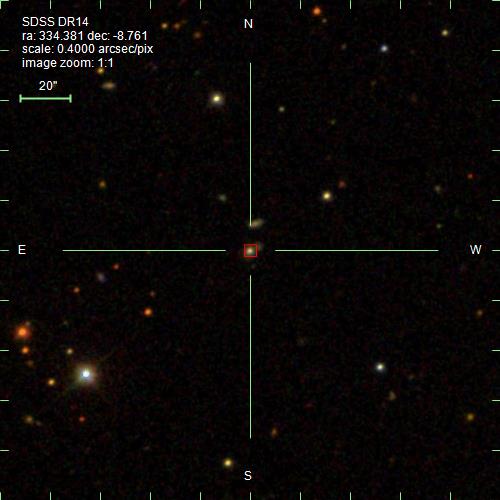 SDSS DR14
ra: 334.381 dec: -8.761
scale: 0.4000 arcsec/pix
image zoom: 1:1
20"
N
E
W
S